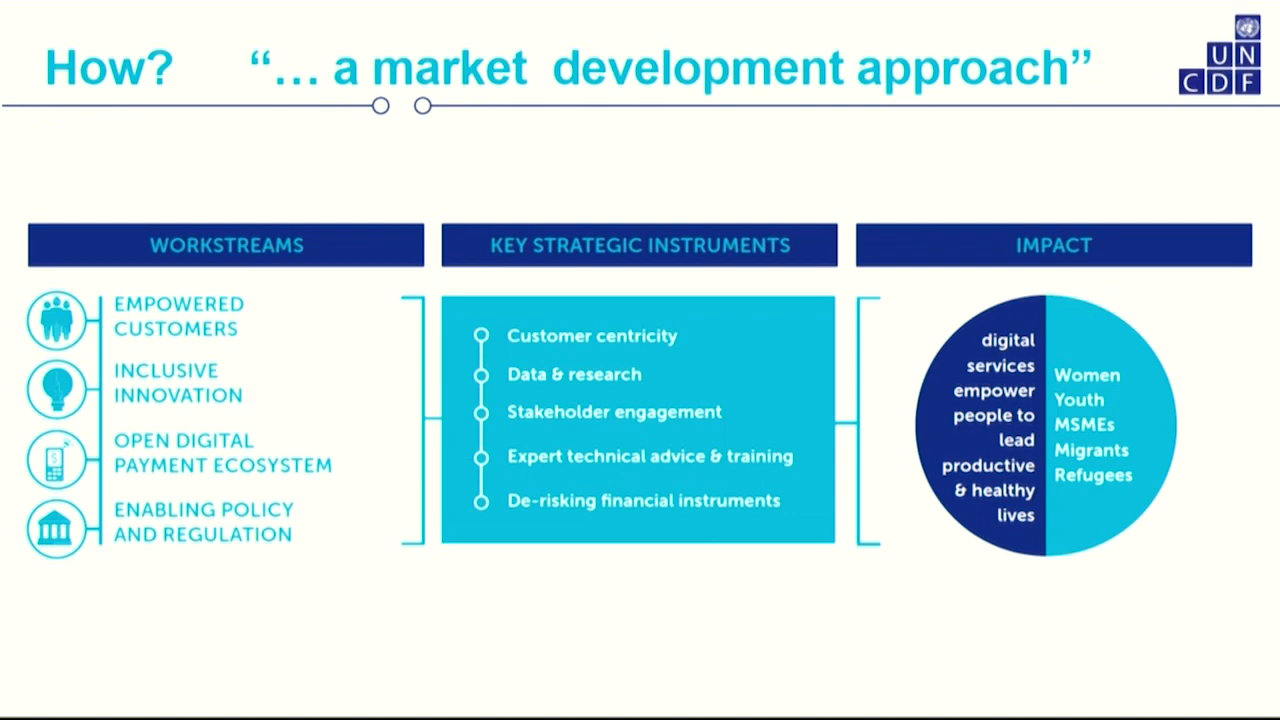 How? “... a market development approach”
UN
CDF
WORKSTREAMS
EMPOWERED
CUSTOMERS
INCLUSIVE
INNOVATION
OPEN DIGITAL
PAYMENT ECOSYSTEM
ENABLING POLICY
AND REGULATION
KEY STRATEGIC INSTRUMENTS
Customer centricity
Data & research
Stakeholder engagement
Expert technical advice & training
De-risking financial instruments
IMPACT
digital
services
empower
people to
lead
productive
& healthy
lives
Women
Youth
MSMEs
Migrants
Refugees